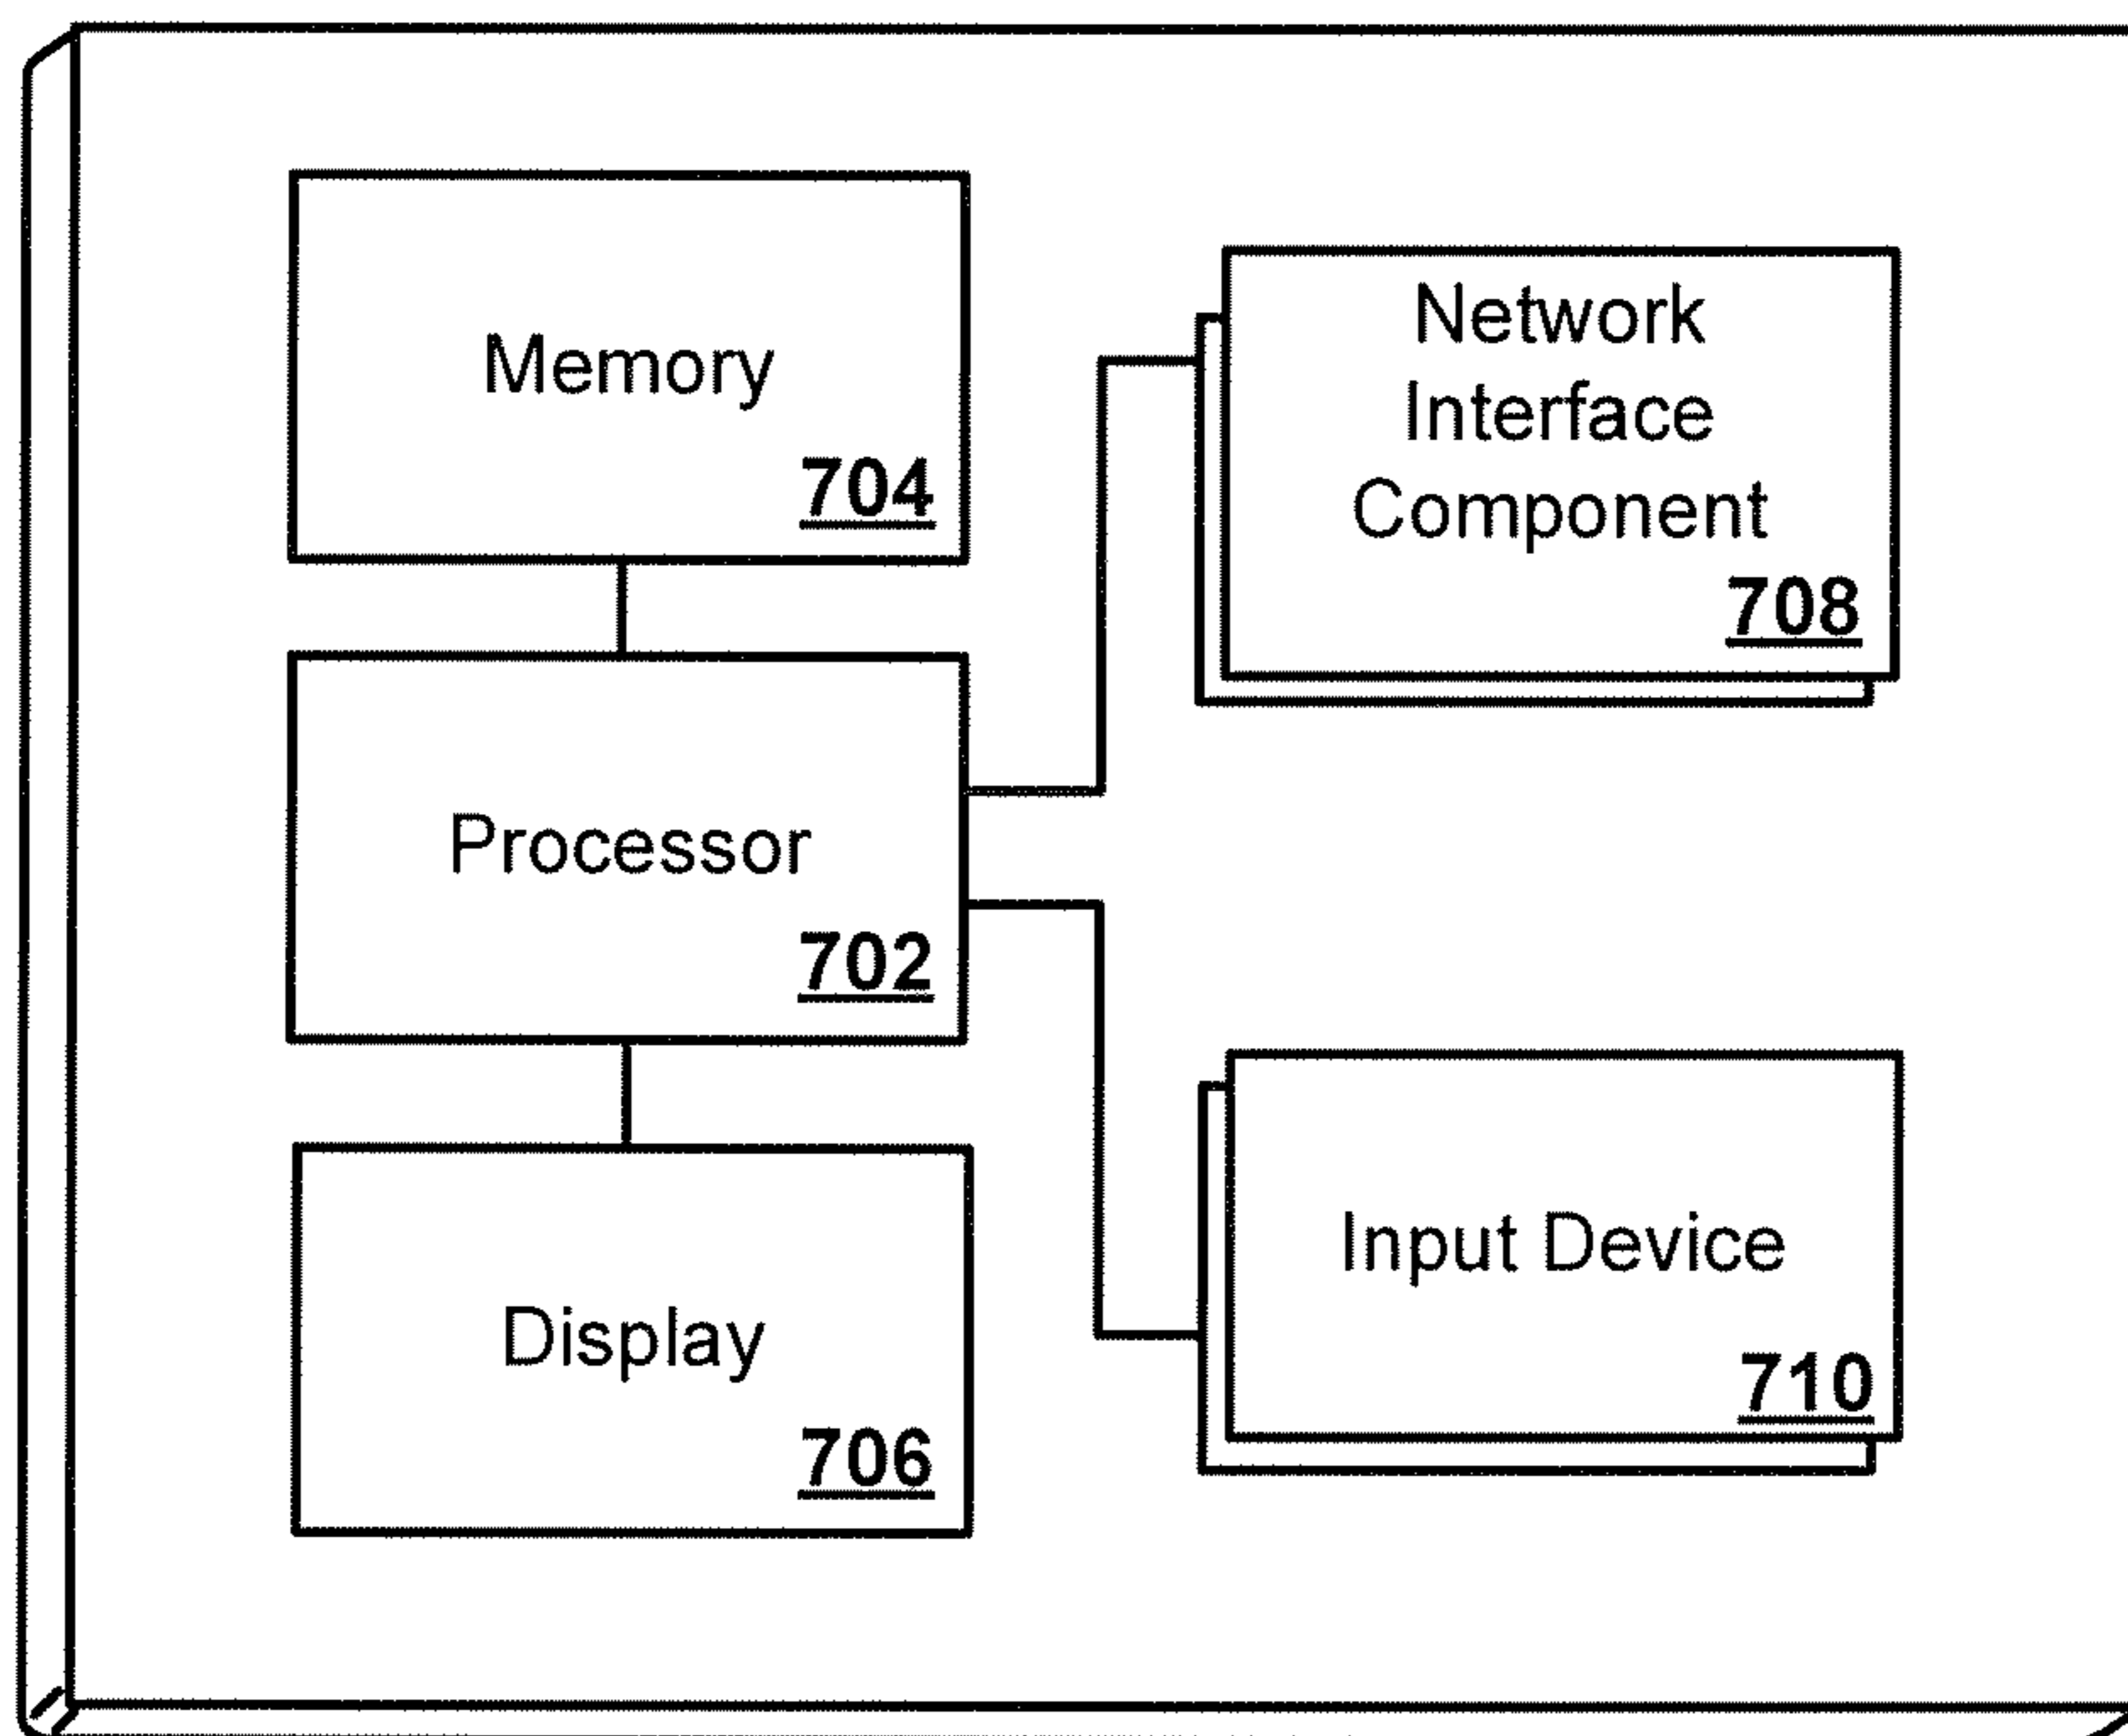 Memory
704
Network
Interface
Component
708
Processor
702
Input Device
710
Display
706